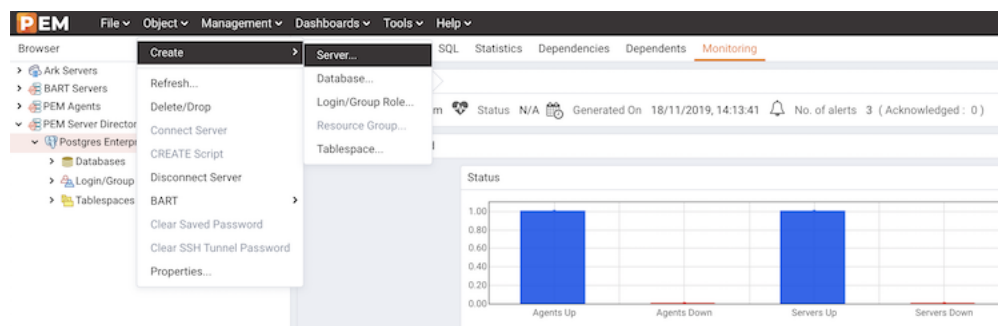 PEM File Object Management Dashboards Tools Help
Browser SQL Statistics Dependencies Dependents Monitoring
Create
Server...
Ark Servers
BART Servers
PEM Agents
PEM Server Director
Postgres Enterpr
Databases
Login/Group
Tablespaces
Refresh...
Delete/Drop
Connect Server
CREATE Script
Disconnect Server
BART
Clear Saved Password
Clear SSH Tunnel Password
Properties...
Database...
Login/Group Role...
Resource Group...
Tablespace...
m Status N/A Generated On 18/11/2019, 14:13:41 No. of alerts 3 (Acknowledged : 0)
Status
1.00
0.80
0.60
0.40
0.20
0.00
Agents Up Agents Down Servers Up Servers Down